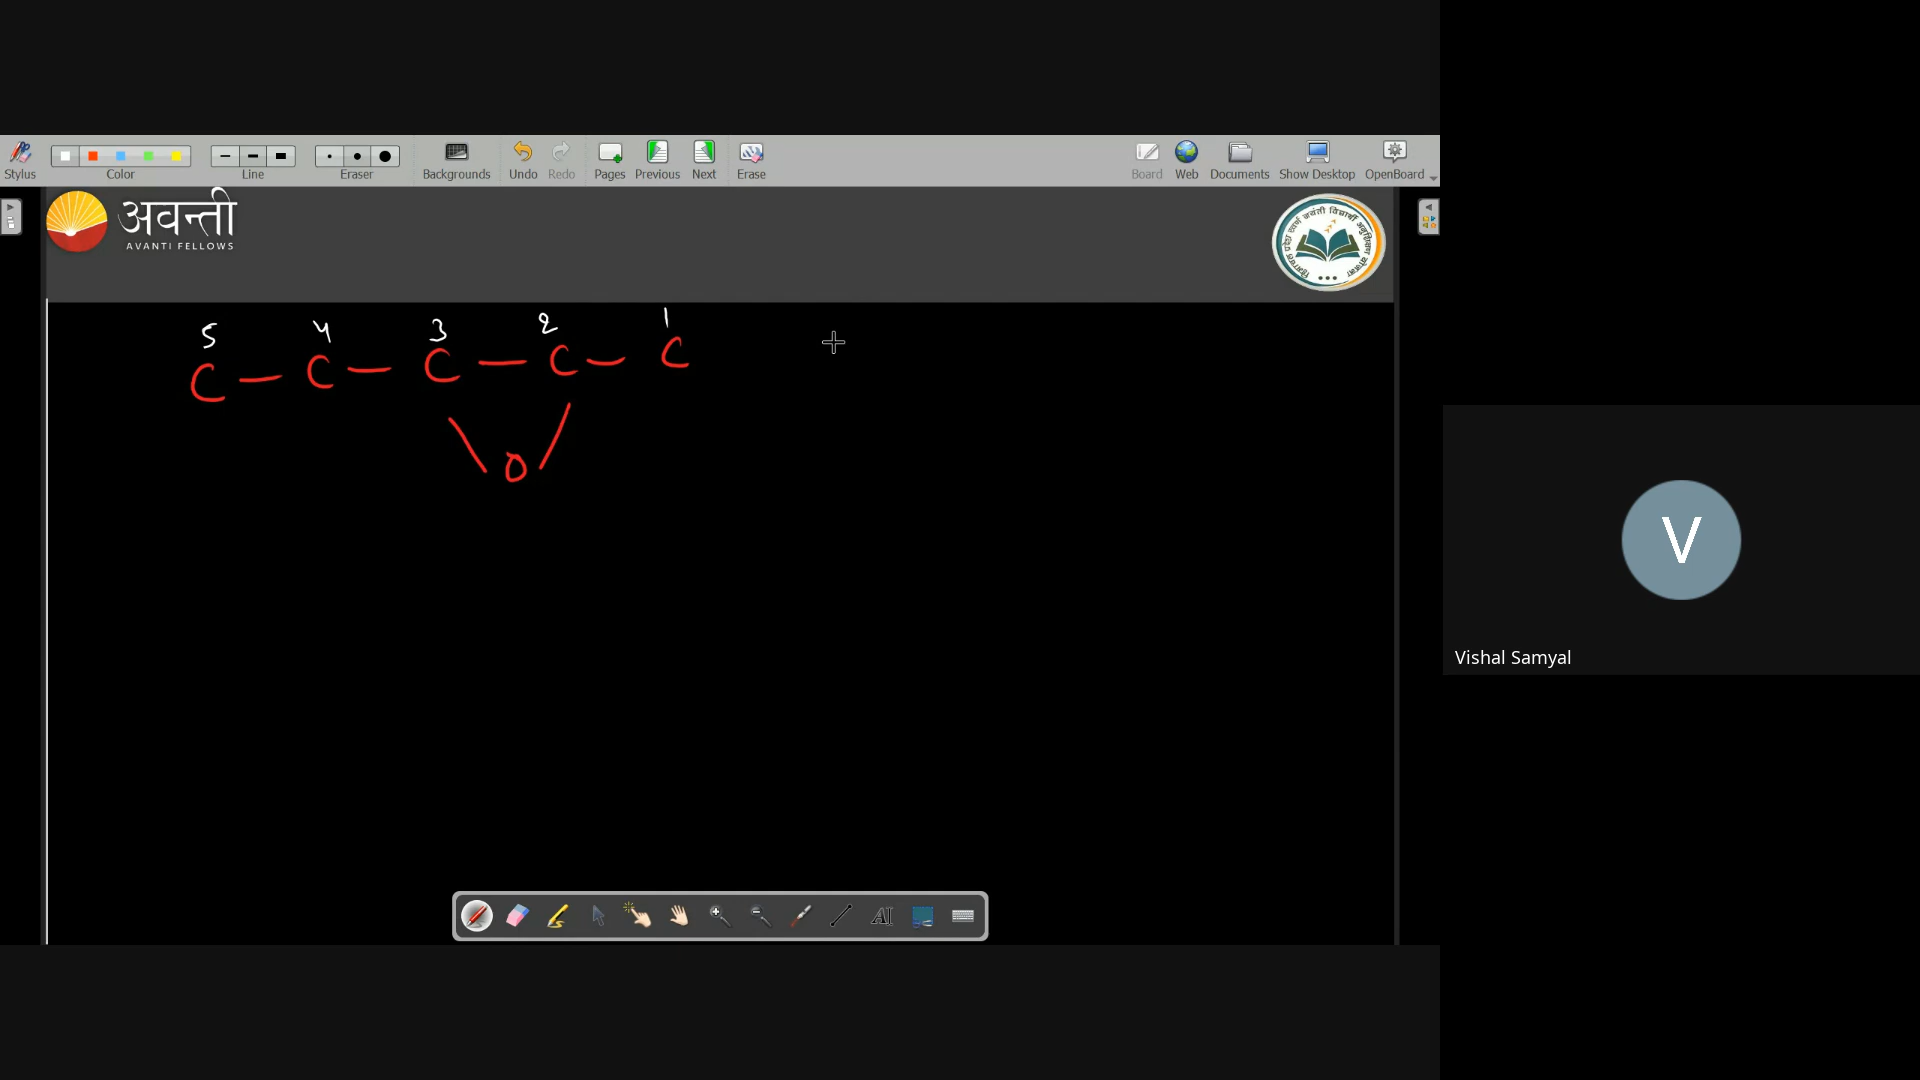 Stylus Color Line Eraser Backgrounds Undo Redo Pages Previous Next Erase Board Web Documents Show Desktop OpenBoard
अवन्ती
AVANTI FELLOWS
5 4 3 2 1
C — C — C — C — C
\ O /
V
Vishal Samyal
AI